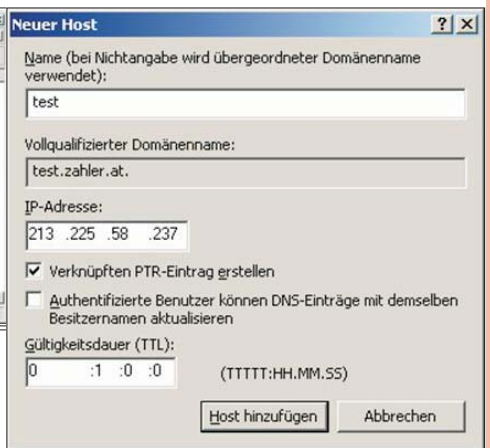 Neuer Host
Name (bei Nichtangabe wird übergeordneter Domänenname
verwendet):
test
Vollqualifizierter Domänenname:
test.zahler.at.
IP-Adresse:
213 .225 .58 .237
Verknüpften PTR-Eintrag erstellen
Authentifizierte Benutzer können DNS-Einträge mit demselben
Besitzernamen aktualisieren
Gültigkeitsdauer (TTL):
0 :1 :0 :0 (TTTTT:HH.MM.SS)
Host hinzufügen Abbrechen